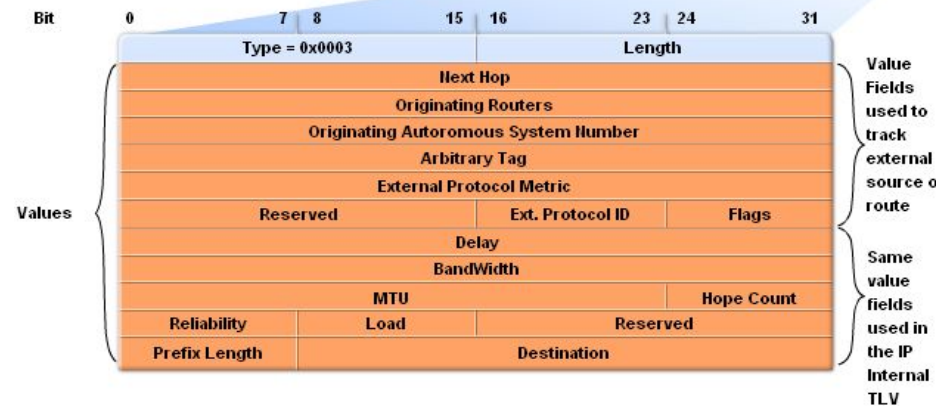 Bit 0 7 8 15 16 23 24 31
Type = 0x0003 Length
Next Hop
Originating Routers
Originating Autoromous System Number
Arbitrary Tag
External Protocol Metric
Reserved Ext. Protocol ID Flags
Delay
BandWidth
MTU Hope Count
Reliability Load Reserved
Prefix Length Destination
Values
Value
Fields
used to
track
external
source o
route
Same
value
fields
used in
the IP
Internal
TLV